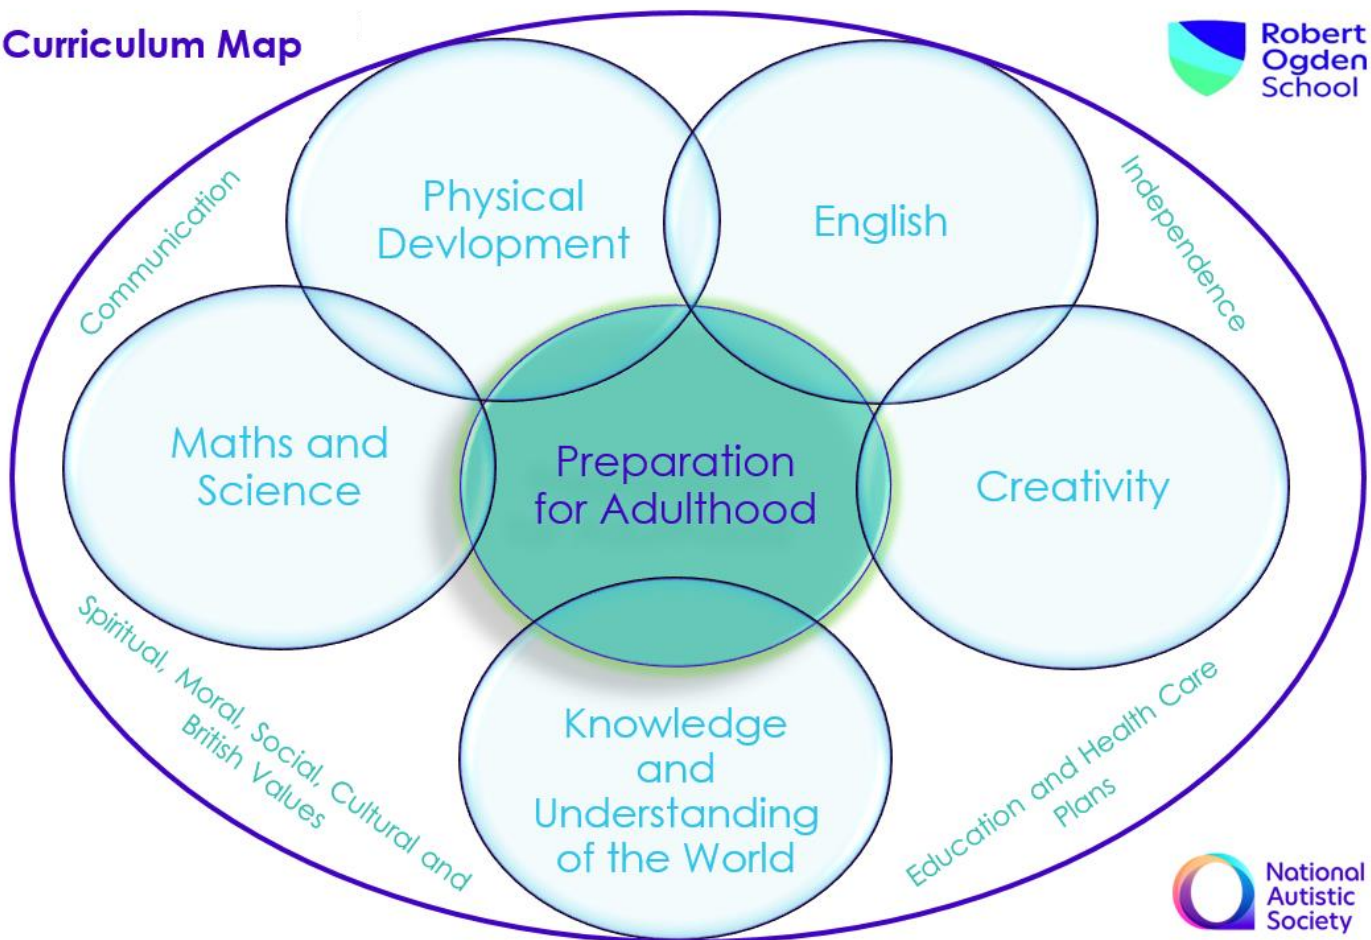 Curriculum Map
Robert
Ogden
School
Communication
Physical
Devlopment
English
Independence
Maths and
Science
Preparation
for Adulthood
Creativity
Spiritual, Moral, Social, Cultural and
British Values
Knowledge
and
Understanding
of the World
Education and Health Care
Plans
National
Autistic
Society